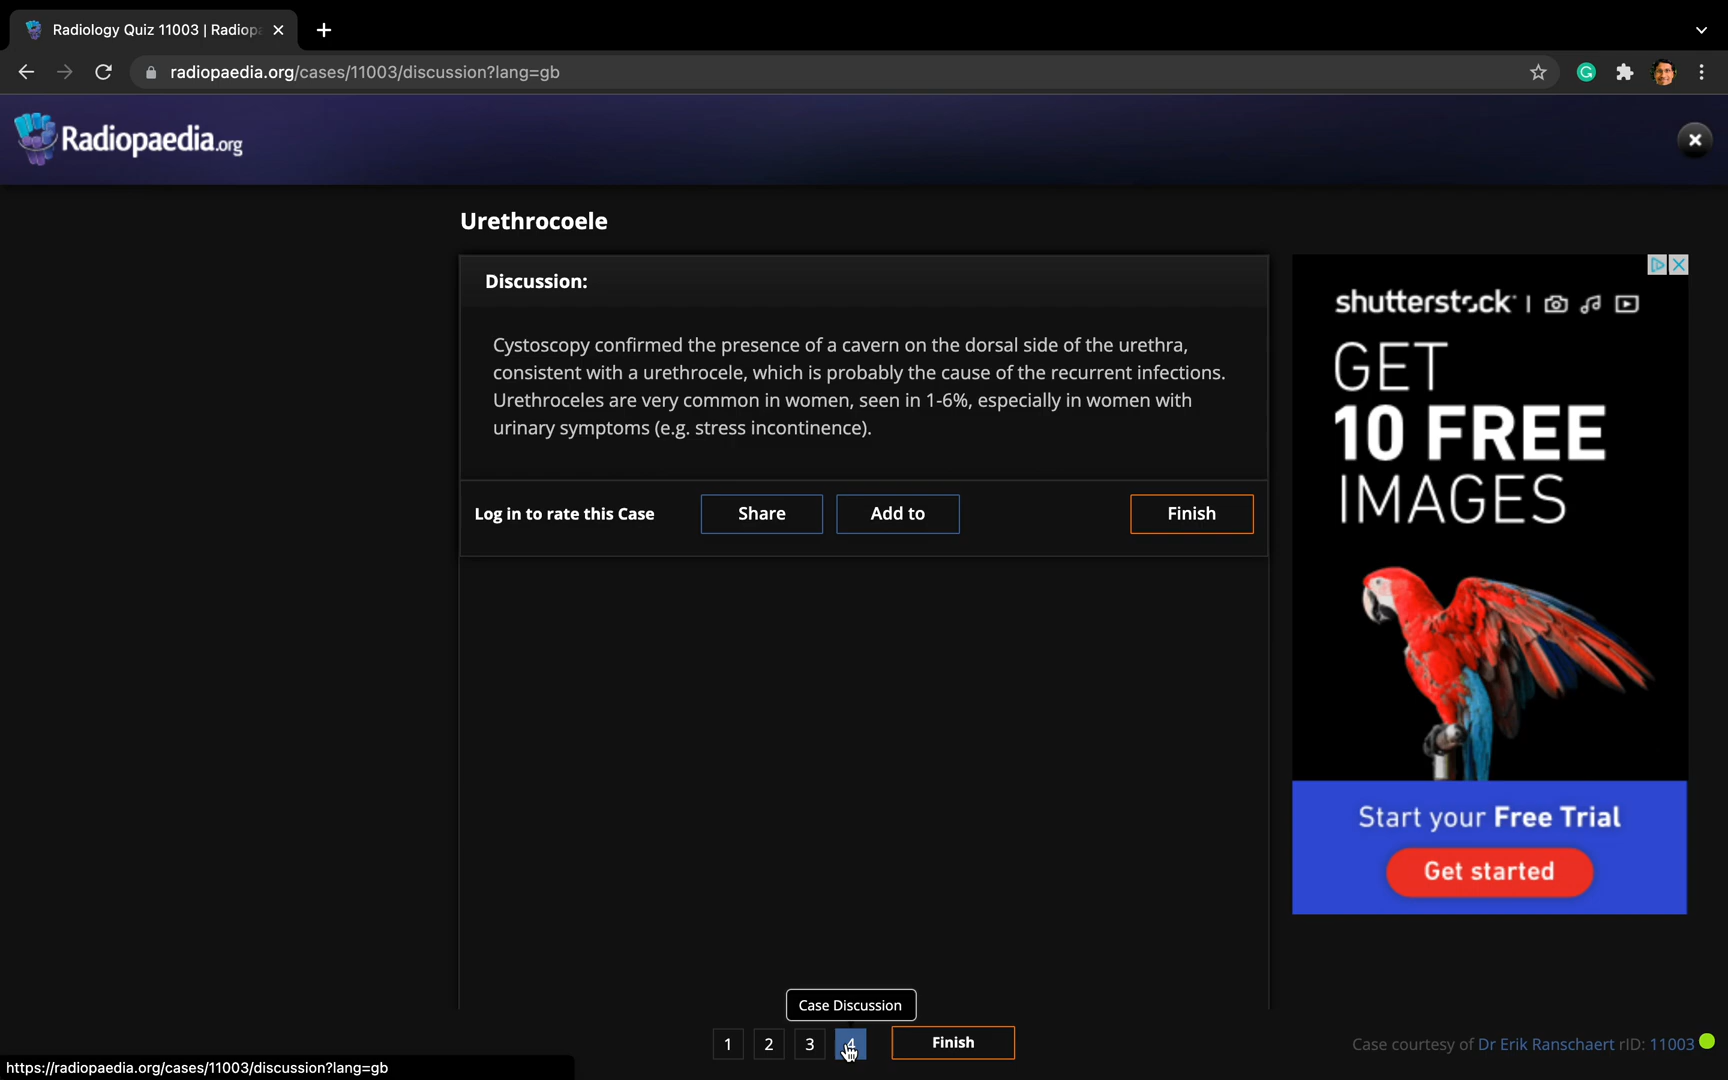 Radiology Quiz 11003 | Radiop
radiopaedia.org/cases/11003/discussion?lang=gb
Radiopaedia.org
Urethrocoele
Discussion:
Cystoscopy confirmed the presence of a cavern on the dorsal side of the urethra,
consistent with a urethrocele, which is probably the cause of the recurrent infections.
Urethroceles are very common in women, seen in 1-6%, especially in women with
urinary symptoms (e.g. stress incontinence).
Log in to rate this Case
Share
Add to
Finish
shutterstock
GET
10 FREE
IMAGES
Start your Free Trial
Get started
Case Discussion
1 2 3 4
Finish
Case courtesy of Dr Erik Ranschaert rID: 11003
https://radiopaedia.org/cases/11003/discussion?lang=gb